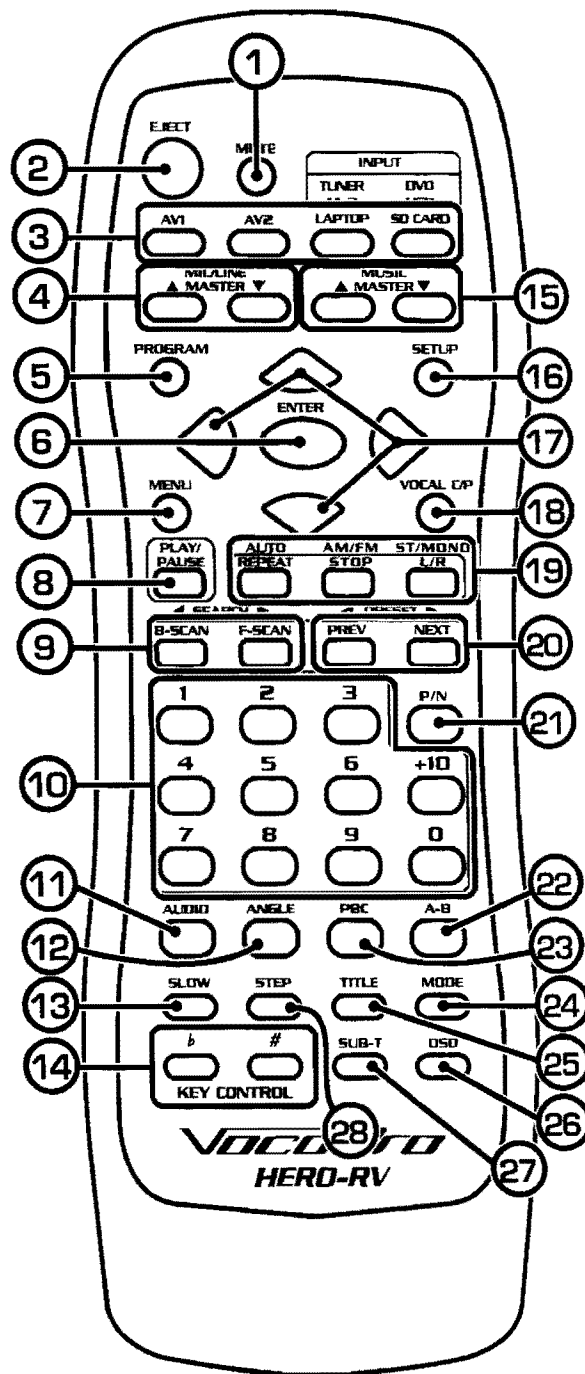 1
EJECT
MUTE
2
INPUT
TUNER DVD
AV1 AV2 LAPTOP SD CARD
3
MIC/LINE MUSIC
▲ MASTER ▼ ▲ MASTER ▼
4 15
PROGRAM SETUP
5 16
ENTER
6 17
MENU VOCAL C/P
7 18
PLAY/ AUTO AM/FM ST/MONO
PAUSE REPEAT STOP L/R
8 19
◄ SEARCH ►
B-SCAN F-SCAN PREV NEXT
9 20
1 2 3 P/N
21
10 4 5 6 +10
7 8 9 0
11 22
AUDIO ANGLE PBC A-B
12 23
SLOW STEP TITLE MODE
13 24
♭ # SUB-T OSD
14 25
KEY CONTROL
28 26
VocoPro 27
HERO-RV